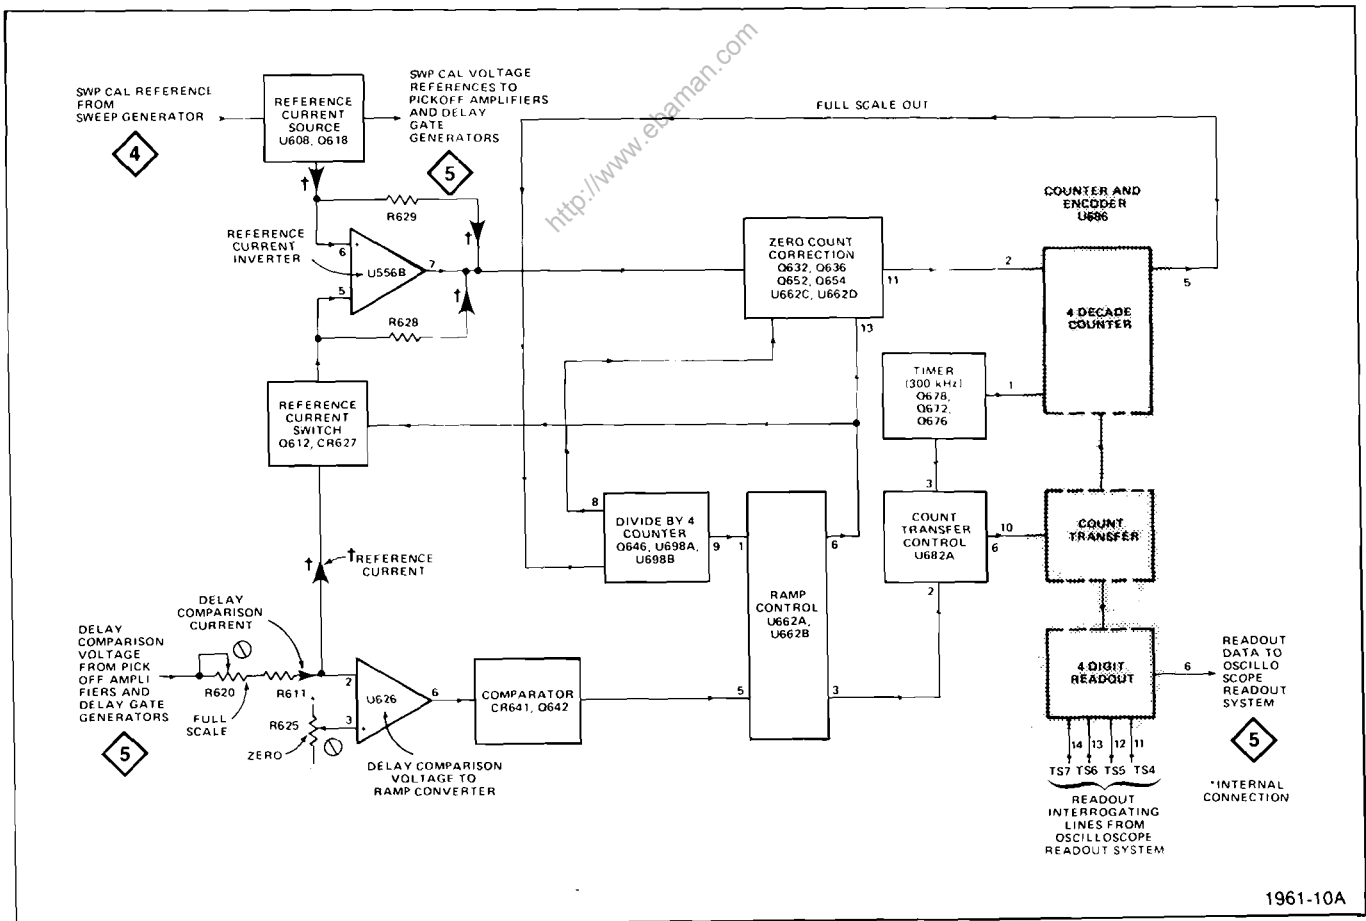 http://www.ebaman.com
SWP CAL REFERENCE
FROM
SWEEP GENERATOR
4
REFERENCE
CURRENT
SOURCE
U608, Q618
SWP CAL VOLTAGE
REFERENCES TO
PICKOFF AMPLIFIERS
AND DELAY
GATE
GENERATORS
5
FULL SCALE OUT
†
R629
†
REFERENCE
CURRENT
INVERTER
6
U556B
7
5
†
R628
ZERO COUNT
CORRECTION
Q632, Q636
Q652, Q654
U662C, U662D
11
13
COUNTER AND
ENCODER
U686
2
4 DECADE
COUNTER
5
TIMER
(300 kHz)
Q678,
Q672,
Q676
1
REFERENCE
CURRENT
SWITCH
Q612, CR627
8
DIVIDE BY 4
COUNTER
Q646, U698A,
U698B
9
1
6
RAMP
CONTROL
U662A,
U662B
5
3
3
COUNT
TRANSFER
CONTROL
U682A
6
2
10
COUNT
TRANSFER
†
†REFERENCE
CURRENT
DELAY
COMPARISON
CURRENT
DELAY
COMPARISON
VOLTAGE
FROM PICK
OFF AMPLI
FIERS AND
DELAY GATE
GENERATORS
5
R620
R611
FULL
SCALE
R625
ZERO
2
3
+
U626
6
COMPARATOR
CR641, Q642
DELAY COMPARISON
VOLTAGE TO
RAMP CONVERTER
4 DIGIT
READOUT
6
READOUT
DATA TO
OSCILLO
SCOPE
READOUT
SYSTEM
5
14 13 12 11
TS7 TS6 TS5 TS4
READOUT
INTERROGATING
LINES FROM
OSCILLOSCOPE
READOUT SYSTEM
*INTERNAL
CONNECTION
1961-10A